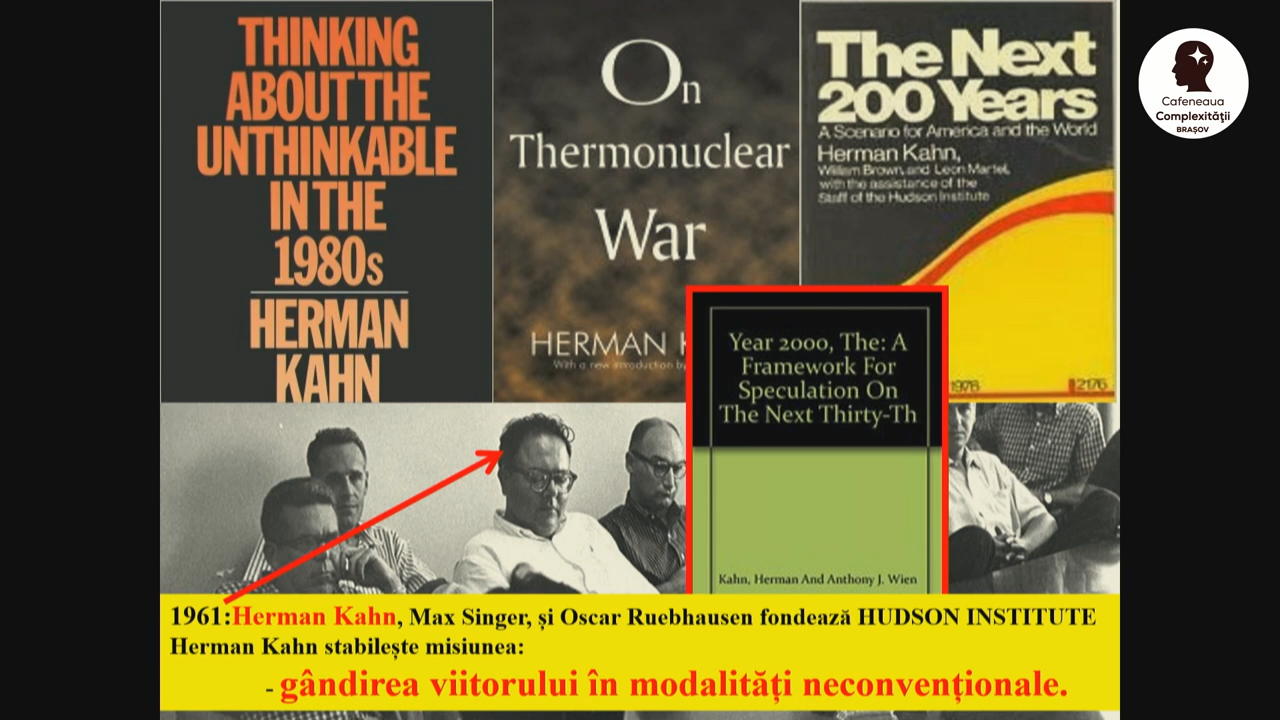 THINKING
ABOUT THE
UNTHINKABLE
IN THE
1980s
HERMAN
KAHN
On
Thermonuclear
War
HERMAN K
With a new introduction by
The Next
200 Years
A Scenario for America and the World
Herman Kahn,
William Brown, and Leon Martel,
with the assistance of the
Staff of the Hudson Institute
1976
2176
Year 2000, The: A
Framework For
Speculation On
The Next Thirty-Th
Kahn, Herman And Anthony J. Wien
Cafeneaua
Complexității
BRAȘOV
1961:Herman Kahn, Max Singer, și Oscar Ruebhausen fondează HUDSON INSTITUTE
Herman Kahn stabilește misiunea:
- gândirea viitorului în modalități neconvenționale.